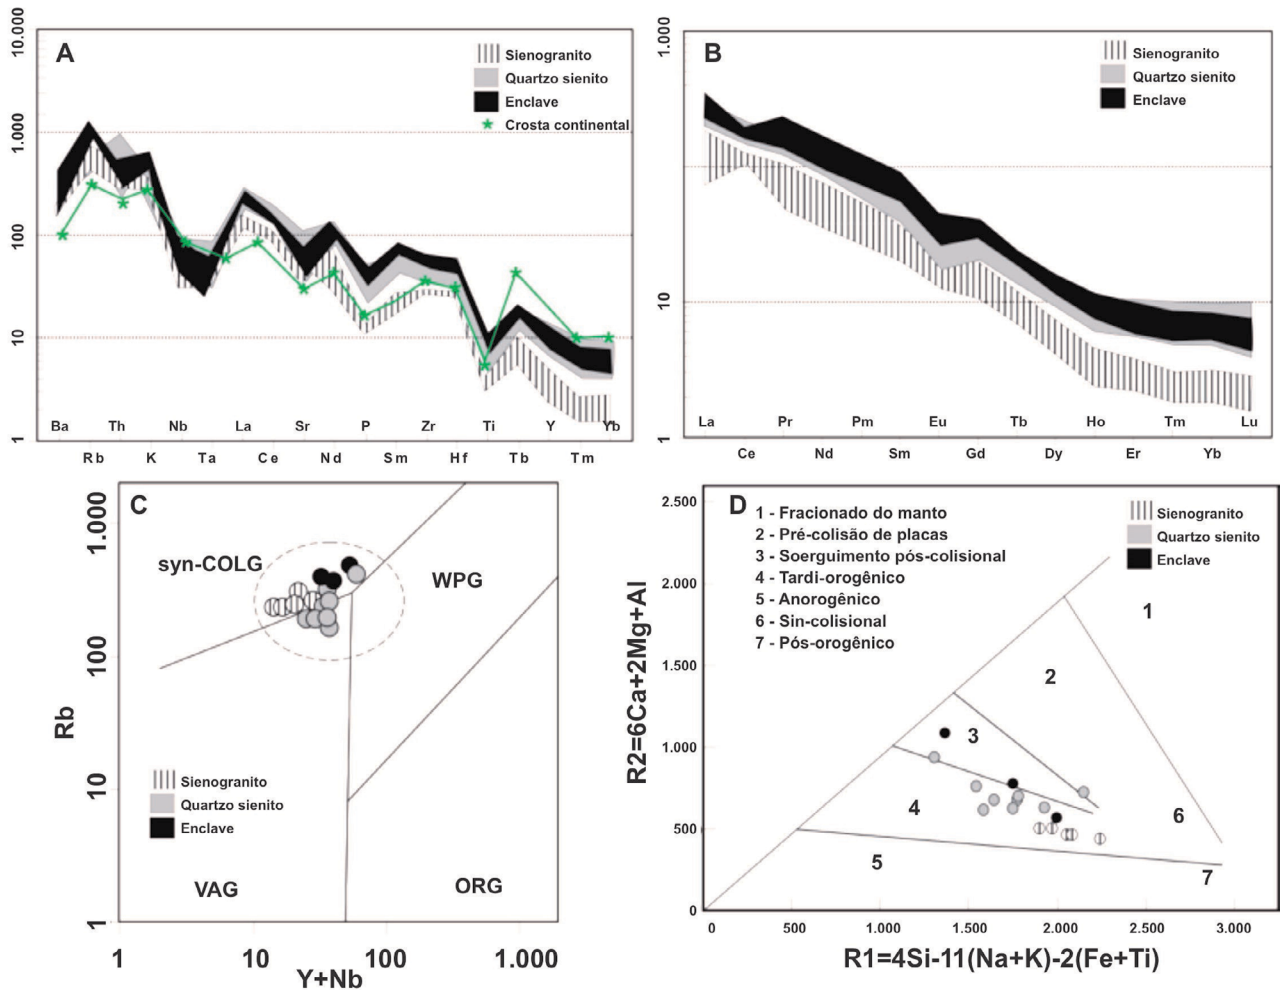 A
10.000
1.000
100
10
1
Sienogranito
Quartzo sienito
Enclave
Crosta continental
Ba Th Nb La Sr P Zr Ti Y Yb
Rb K Ta Ce Nd Sm Hf Tb Tm
B
1.000
10
1
Sienogranito
Quartzo sienito
Enclave
La Pr Pm Eu Tb Ho Tm Lu
Ce Nd Sm Gd Dy Er Yb
C
Rb
1.000
100
10
1
syn-COLG
WPG
Sienogranito
Quartzo sienito
Enclave
VAG
ORG
1 10 100 1.000
Y+Nb
D
R2=6Ca+2Mg+Al
2.500
2.000
1.500
1.000
500
0
1 - Fracionado do manto
2 - Pré-colisão de placas
3 - Soerguimento pós-colisional
4 - Tardi-orogênico
5 - Anorogênico
6 - Sin-colisional
7 - Pós-orogênico
Sienogranito
Quartzo sienito
Enclave
1
2
3
4
6
5
7
0 500 1.000 1.500 2.000 2.500 3.000
R1=4Si-11(Na+K)-2(Fe+Ti)